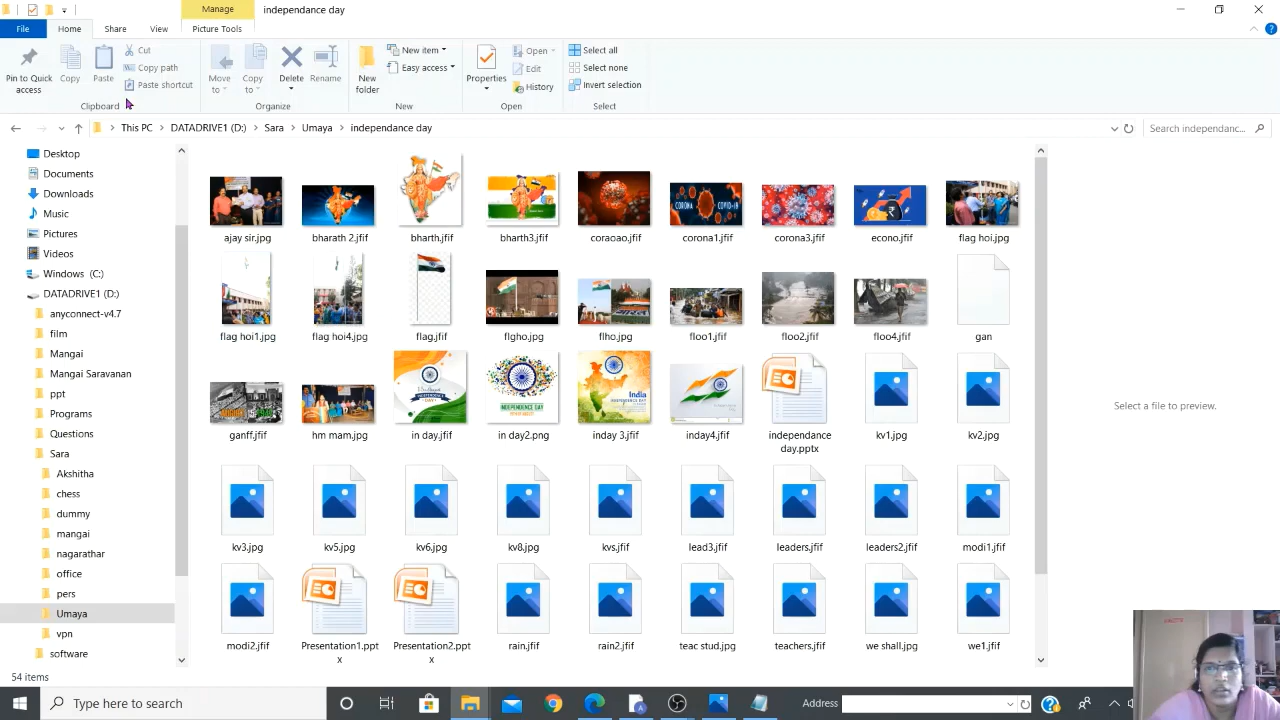 Manage
independance day
File
Home
Share
View
Picture Tools
Pin to Quick access
Copy
Paste
Cut
Copy path
Paste shortcut
Clipboard
Move to
Copy to
Delete
Rename
Organize
New folder
New item
Easy access
New
Properties
Open
Edit
History
Open
Select all
Select none
Invert selection
Select
This PC > DATADRIVE1 (D:) > Sara > Umaya > independance day
Search independanc...
Desktop
Documents
Downloads
Music
Pictures
Videos
Windows (C:)
DATADRIVE1 (D:)
anyconnect-v4.7
film
Mangai
Mangai Saravanan
ppt
Programs
Questions
Sara
Akshitha
chess
dummy
mangai
nagarathar
office
pers
Umaya
vpn
software
ajay sir.jpg
bharath 2.jfif
bharth.jfif
bharth3.jfif
coraoao.jfif
CORONA COVID-IN
corona1.jfif
corona3.jfif
econo.jfif
flag hoi.jpg
flag hoi1.jpg
flag hoi4.jpg
flag.jfif
flgho.jpg
flho.jpg
floo1.jfif
floo2.jfif
floo4.jfif
gan
ganff.jfif
hm mam.jpg
in day.jfif
INDEPENDENCE DAY
in day2.png
India
inday 3.jfif
inday4.jfif
independance day.pptx
kv1.jpg
kv2.jpg
kv3.jpg
kv5.jpg
kv6.jpg
kv8.jpg
kvs.jfif
lead3.jfif
leaders.jfif
leaders2.jfif
modi1.jfif
modi2.jfif
Presentation1.ppt
x
Presentation2.ppt
x
rain.jfif
rain2.jfif
teac stud.jpg
teachers.jfif
we shall.jpg
we1.jfif
Select a file to preview.
54 items
Type here to search
Address